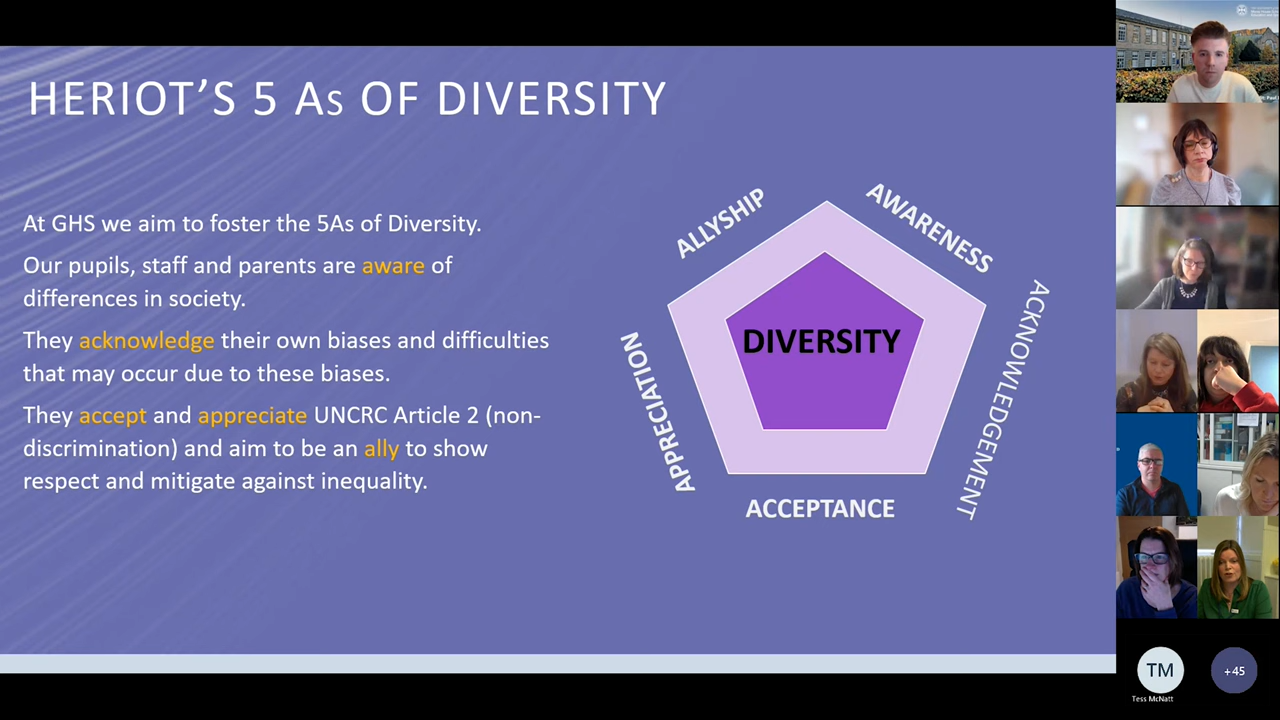 HERIOT'S 5 As OF DIVERSITY
At GHS we aim to foster the 5As of Diversity.
Our pupils, staff and parents are aware of
differences in society.
They acknowledge their own biases and difficulties
that may occur due to these biases.
They accept and appreciate UNCRC Article 2 (non-
discrimination) and aim to be an ally to show
respect and mitigate against inequality.
ALLYSHIP
AWARENESS
ACKNOWLEDGEMENT
APPRECIATION
DIVERSITY
ACCEPTANCE
TM
Tess McNatt
+45